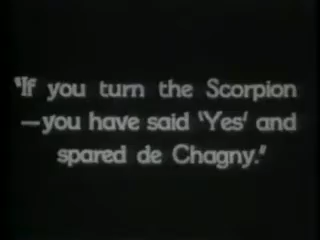 "If you turn the Scorpion
—you have said 'Yes' and
spared de Chagny."